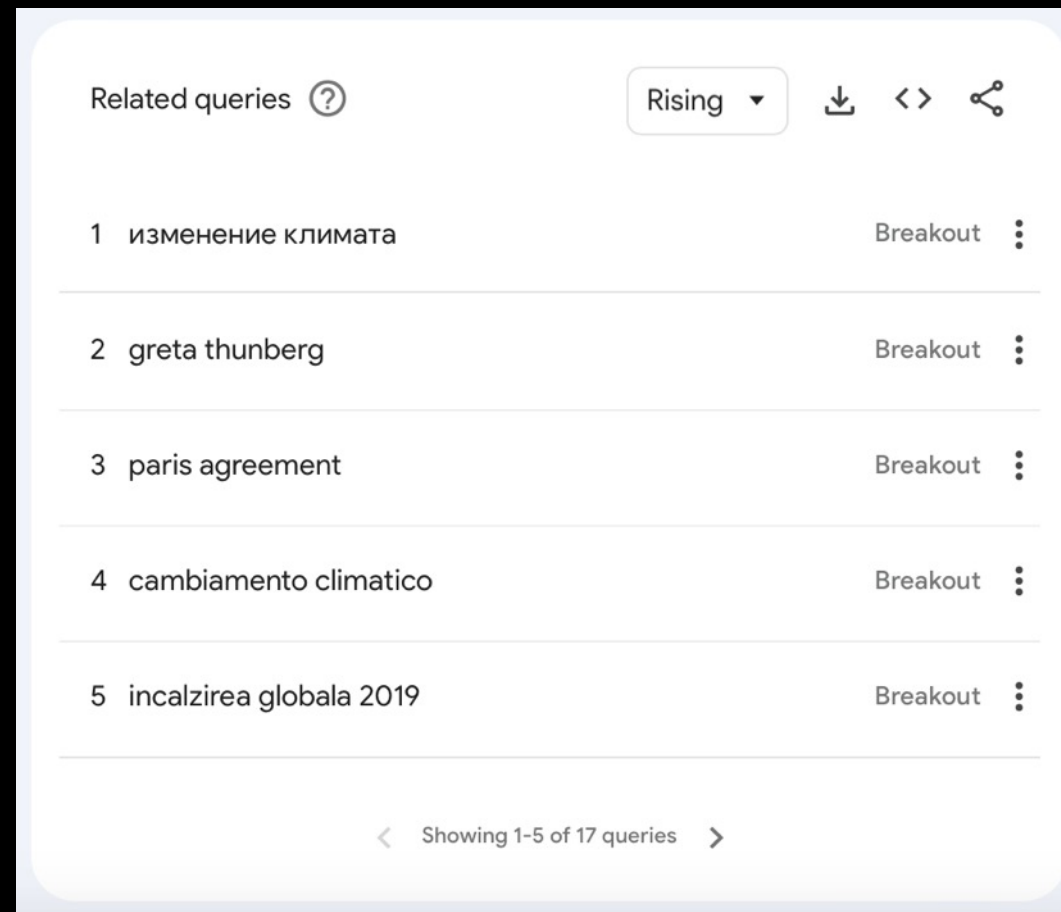 Related queries ? Rising
1 изменение климата Breakout
2 greta thunberg Breakout
3 paris agreement Breakout
4 cambiamento climatico Breakout
5 incalzirea globala 2019 Breakout
Showing 1-5 of 17 queries